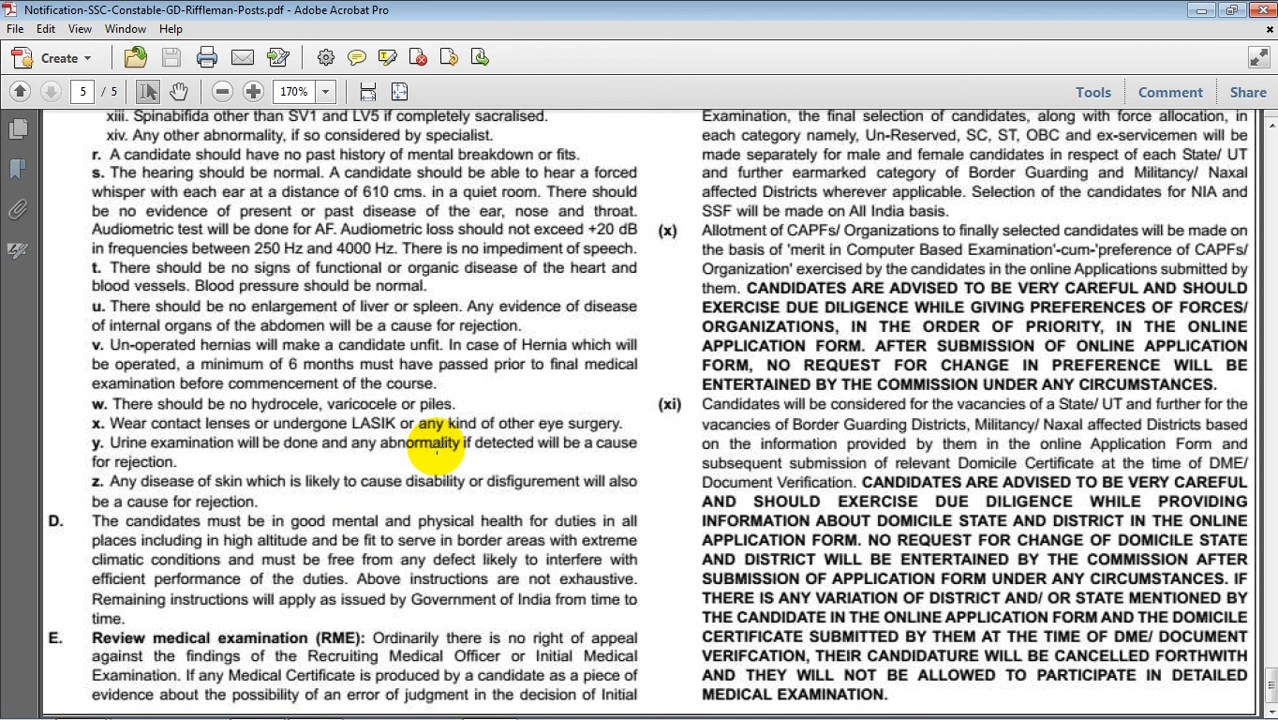 Notification-SSC-Constable-GD-Riffleman-Posts.pdf - Adobe Acrobat Pro
File Edit View Window Help
Create
5 / 5 170% Tools Comment Share
xiii. Spinabifida other than SV1 and LV5 if completely sacralised.
xiv. Any other abnormality, if so considered by specialist.
r. A candidate should have no past history of mental breakdown or fits.
s. The hearing should be normal. A candidate should be able to hear a forced
whisper with each ear at a distance of 610 cms. in a quiet room. There should
be no evidence of present or past disease of the ear, nose and throat.
Audiometric test will be done for AF. Audiometric loss should not exceed +20 dB
in frequencies between 250 Hz and 4000 Hz. There is no impediment of speech.
t. There should be no signs of functional or organic disease of the heart and
blood vessels. Blood pressure should be normal.
u. There should be no enlargement of liver or spleen. Any evidence of disease
of internal organs of the abdomen will be a cause for rejection.
v. Un-operated hernias will make a candidate unfit. In case of Hernia which will
be operated, a minimum of 6 months must have passed prior to final medical
examination before commencement of the course.
w. There should be no hydrocele, varicocele or piles.
x. Wear contact lenses or undergone LASIK or any kind of other eye surgery.
y. Urine examination will be done and any abnormality if detected will be a cause
for rejection.
z. Any disease of skin which is likely to cause disability or disfigurement will also
be a cause for rejection.
D. The candidates must be in good mental and physical health for duties in all
places including in high altitude and be fit to serve in border areas with extreme
climatic conditions and must be free from any defect likely to interfere with
efficient performance of the duties. Above instructions are not exhaustive.
Remaining instructions will apply as issued by Government of India from time to
time.
E. Review medical examination (RME): Ordinarily there is no right of appeal
against the findings of the Recruiting Medical Officer or Initial Medical
Examination. If any Medical Certificate is produced by a candidate as a piece of
evidence about the possibility of an error of judgment in the decision of Initial
Examination, the final selection of candidates, along with force allocation, in
each category namely, Un-Reserved, SC, ST, OBC and ex-servicemen will be
made separately for male and female candidates in respect of each State/ UT
and further earmarked category of Border Guarding and Militancy/ Naxal
affected Districts wherever applicable. Selection of the candidates for NIA and
SSF will be made on All India basis.
(x) Allotment of CAPFs/ Organizations to finally selected candidates will be made on
the basis of 'merit in Computer Based Examination'-cum-'preference of CAPFs/
Organization' exercised by the candidates in the online Applications submitted by
them. CANDIDATES ARE ADVISED TO BE VERY CAREFUL AND SHOULD
EXERCISE DUE DILIGENCE WHILE GIVING PREFERENCES OF FORCES/
ORGANIZATIONS, IN THE ORDER OF PRIORITY, IN THE ONLINE
APPLICATION FORM. AFTER SUBMISSION OF ONLINE APPLICATION
FORM, NO REQUEST FOR CHANGE IN PREFERENCE WILL BE
ENTERTAINED BY THE COMMISSION UNDER ANY CIRCUMSTANCES.
(xi) Candidates will be considered for the vacancies of a State/ UT and further for the
vacancies of Border Guarding Districts, Militancy/ Naxal affected Districts based
on the information provided by them in the online Application Form and
subsequent submission of relevant Domicile Certificate at the time of DME/
Document Verification. CANDIDATES ARE ADVISED TO BE VERY CAREFUL
AND SHOULD EXERCISE DUE DILIGENCE WHILE PROVIDING
INFORMATION ABOUT DOMICILE STATE AND DISTRICT IN THE ONLINE
APPLICATION FORM. NO REQUEST FOR CHANGE OF DOMICILE STATE
AND DISTRICT WILL BE ENTERTAINED BY THE COMMISSION AFTER
SUBMISSION OF APPLICATION FORM UNDER ANY CIRCUMSTANCES. IF
THERE IS ANY VARIATION OF DISTRICT AND/ OR STATE MENTIONED BY
THE CANDIDATE IN THE ONLINE APPLICATION FORM AND THE DOMICILE
CERTIFICATE SUBMITTED BY THEM AT THE TIME OF DME/ DOCUMENT
VERIFCATION, THEIR CANDIDATURE WILL BE CANCELLED FORTHWITH
AND THEY WILL NOT BE ALLOWED TO PARTICIPATE IN DETAILED
MEDICAL EXAMINATION.